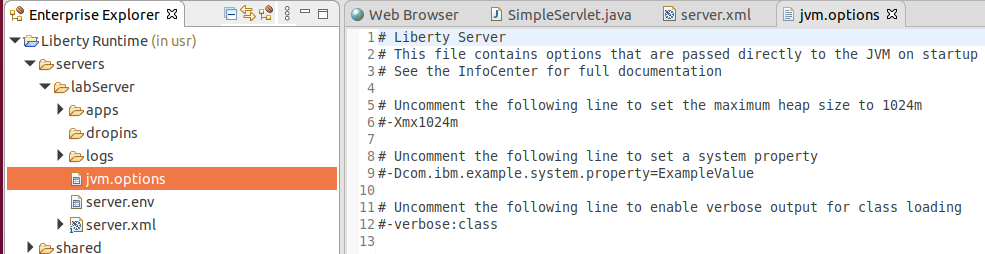 Enterprise Explorer
Liberty Runtime (in usr)
servers
labServer
apps
dropins
logs
jvm.options
server.env
server.xml
shared
Web Browser SimpleServlet.java server.xml jvm.options
1 # Liberty Server
2 # This file contains options that are passed directly to the JVM on startup
3 # See the InfoCenter for full documentation
4
5 # Uncomment the following line to set the maximum heap size to 1024m
6 #-Xmx1024m
7
8 # Uncomment the following line to set a system property
9 #-Dcom.ibm.example.system.property=ExampleValue
10
11 # Uncomment the following line to enable verbose output for class loading
12 #-verbose:class
13